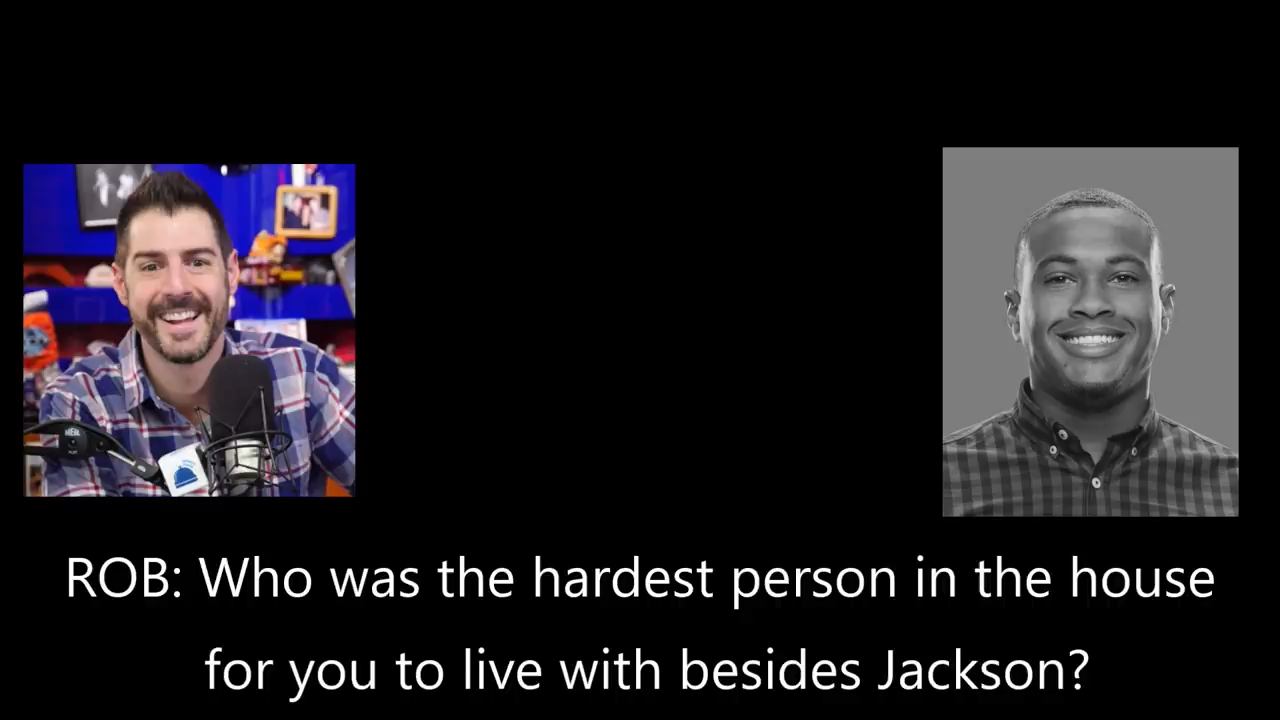 ROB: Who was the hardest person in the house
for you to live with besides Jackson?